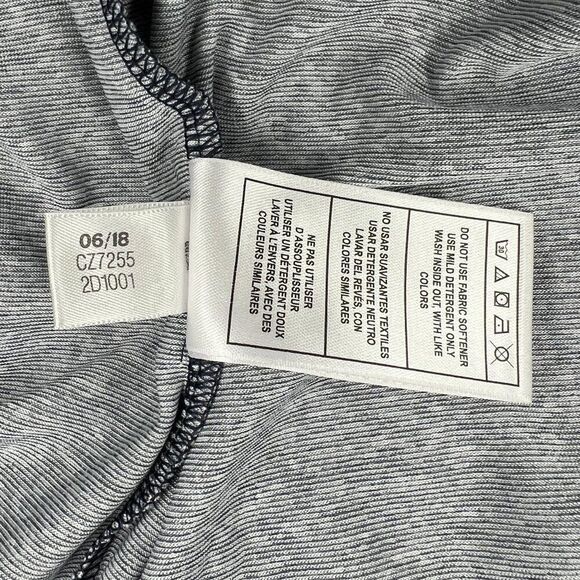 06/18
CZ7255
2D1001
DO NOT USE FABRIC SOFTENER
USE MILD DETERGENT ONLY
WASH INSIDE OUT, WITH LIKE
COLORS
NO USAR SUAVIZANTES TEXTILES
USAR DETERGENTE NEUTRO
LAVAR DEL REVÉS, CON
COLORES SIMILARES
NE PAS UTILISER
D'ASSOUPLISSEUR
UTILISER UN DÉTERGENT DOUX
LAVER À L'ENVERS, AVEC DES
COULEURS SIMILAIRES